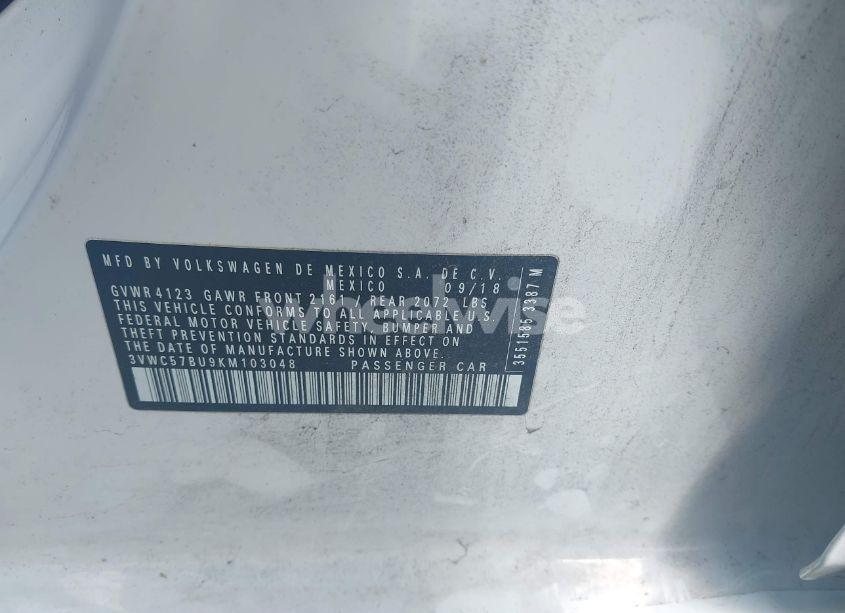 MFD BY VOLKSWAGEN DE MEXICO S.A. DE C.V.
MEXICO 09/18
GVWR 4123 GAWR FRONT REAR 2072 LBS
THIS VEHICLE CONFORMS TO ALL APPLICABLE U.S.
FEDERAL MOTOR VEHICLE SAFETY, BUMPER AND
THEFT PREVENTION STANDARDS IN EFFECT ON
THE DATE OF MANUFACTURE SHOWN ABOVE.
3VWC57BU9KM103048 PASSENGER CAR
3551585 3387 M
wheelwise